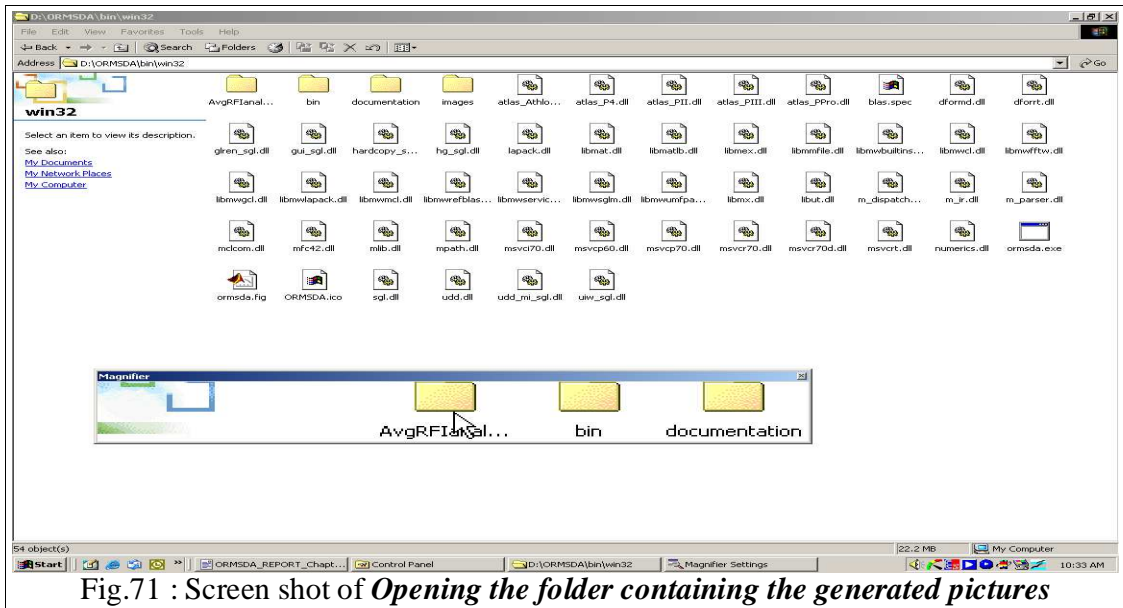 D:\ORMSDA\bin\win32
File Edit View Favorites Tools Help
Back Search Folders
Address D:\ORMSDA\bin\win32 Go
win32
Select an item to view its description.
See also:
My Documents
My Network Places
My Computer
AvgRFIanal... bin documentation images atlas_Athlo... atlas_P4.dll atlas_PII.dll atlas_PIII.dll atlas_PPro.dll blas.spec dformd.dll dforrt.dll
glren_sgl.dll gui_sgl.dll hardcopy_s... hg_sgl.dll lapack.dll libmat.dll libmatlb.dll libmex.dll libmmfile.dll libmwbuiltins... libmwcl.dll libmwfftw.dll
libmwgcl.dll libmwlapack.dll libmwmcl.dll libmwrefblas... libmwservic... libmwsglm.dll libmwumfpa... libmx.dll libut.dll m_dispatch... m_ir.dll m_parser.dll
mclcom.dll mfc42.dll mlib.dll mpath.dll msvci70.dll msvcp60.dll msvcp70.dll msvcr70.dll msvcr70d.dll msvcrt.dll numerics.dll ormsda.exe
ormsda.fig ORMSDA.ico sgl.dll udd.dll udd_mi_sgl.dll uiw_sgl.dll
Magnifier
AvgRFIanal... bin documentation
54 object(s) 22.2 MB My Computer
Start ORMSDA_REPORT_Chapt... Control Panel D:\ORMSDA\bin\win32 Magnifier Settings 10:33 AM
Fig.71 : Screen shot of Opening the folder containing the generated pictures